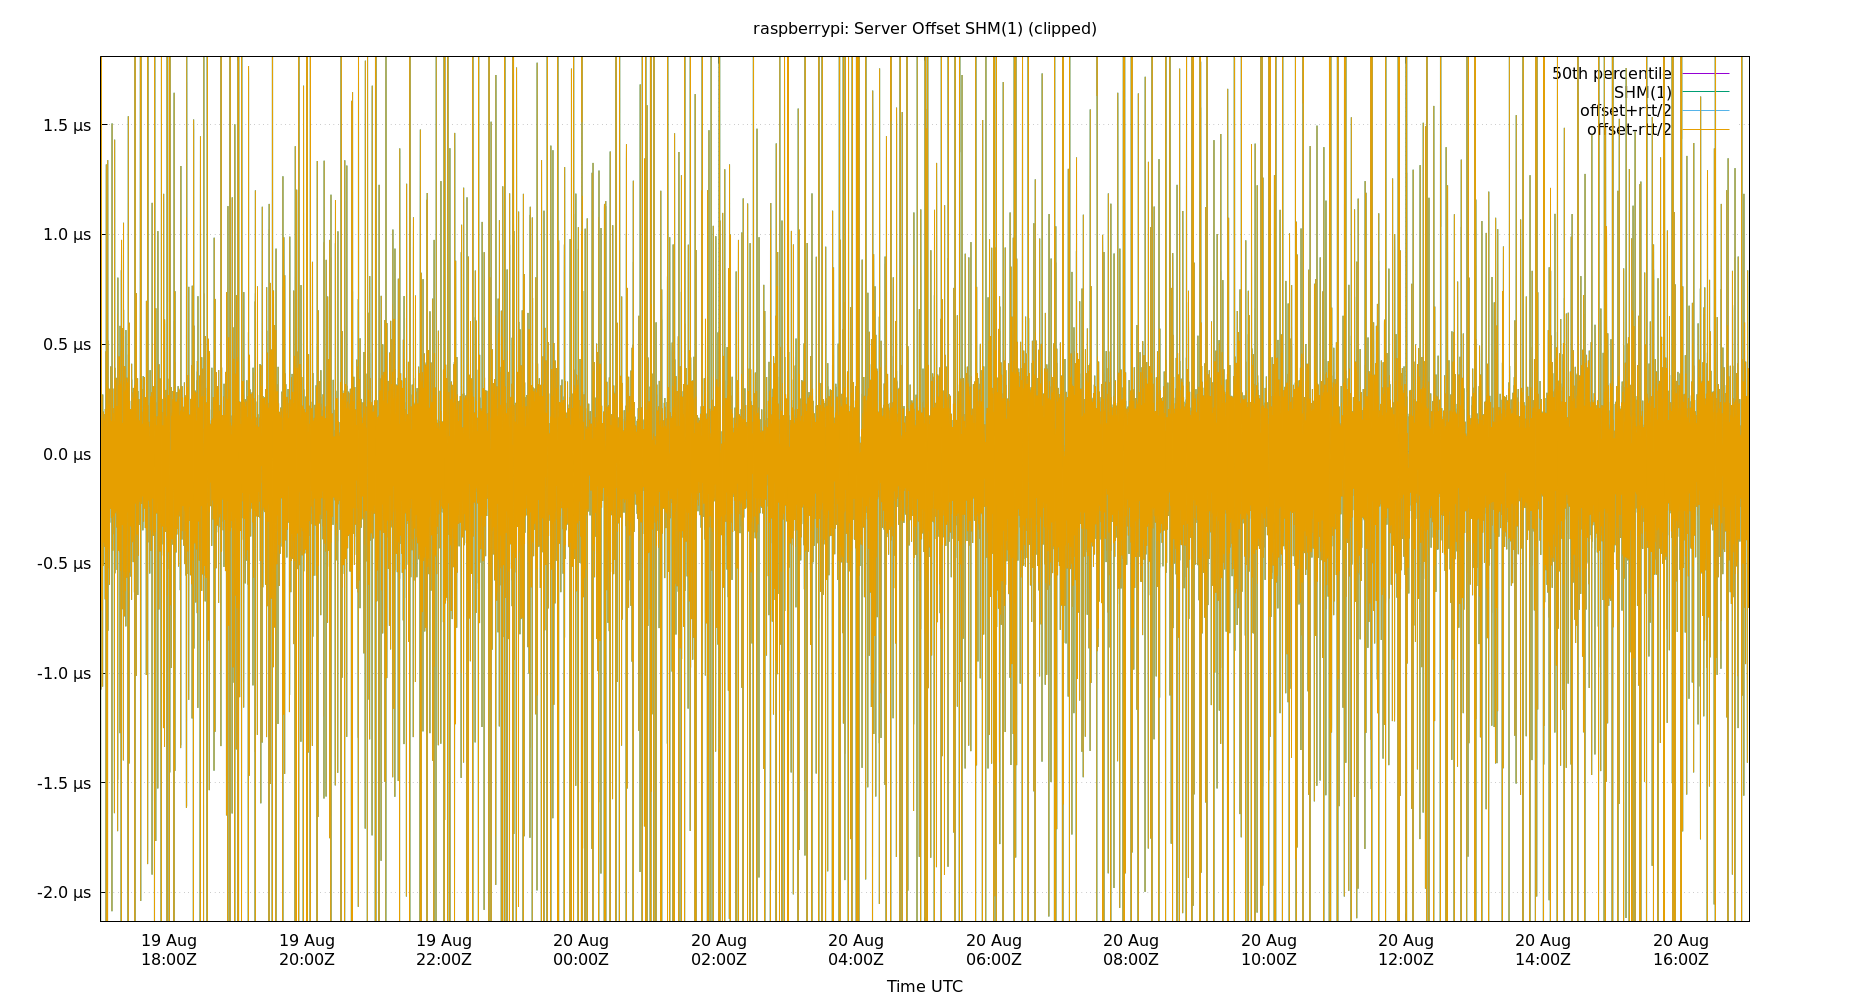 raspberrypi: Server Offset SHM(1) (clipped)
50th percentile
SHM(1)
offset+rtt/2
offset-rtt/2
1.5 μs
1.0 μs
0.5 μs
0.0 μs
-0.5 μs
-1.0 μs
-1.5 μs
-2.0 μs
19 Aug 19 Aug 19 Aug 20 Aug 20 Aug 20 Aug 20 Aug 20 Aug 20 Aug 20 Aug 20 Aug 20 Aug
18:00Z 20:00Z 22:00Z 00:00Z 02:00Z 04:00Z 06:00Z 08:00Z 10:00Z 12:00Z 14:00Z 16:00Z
Time UTC